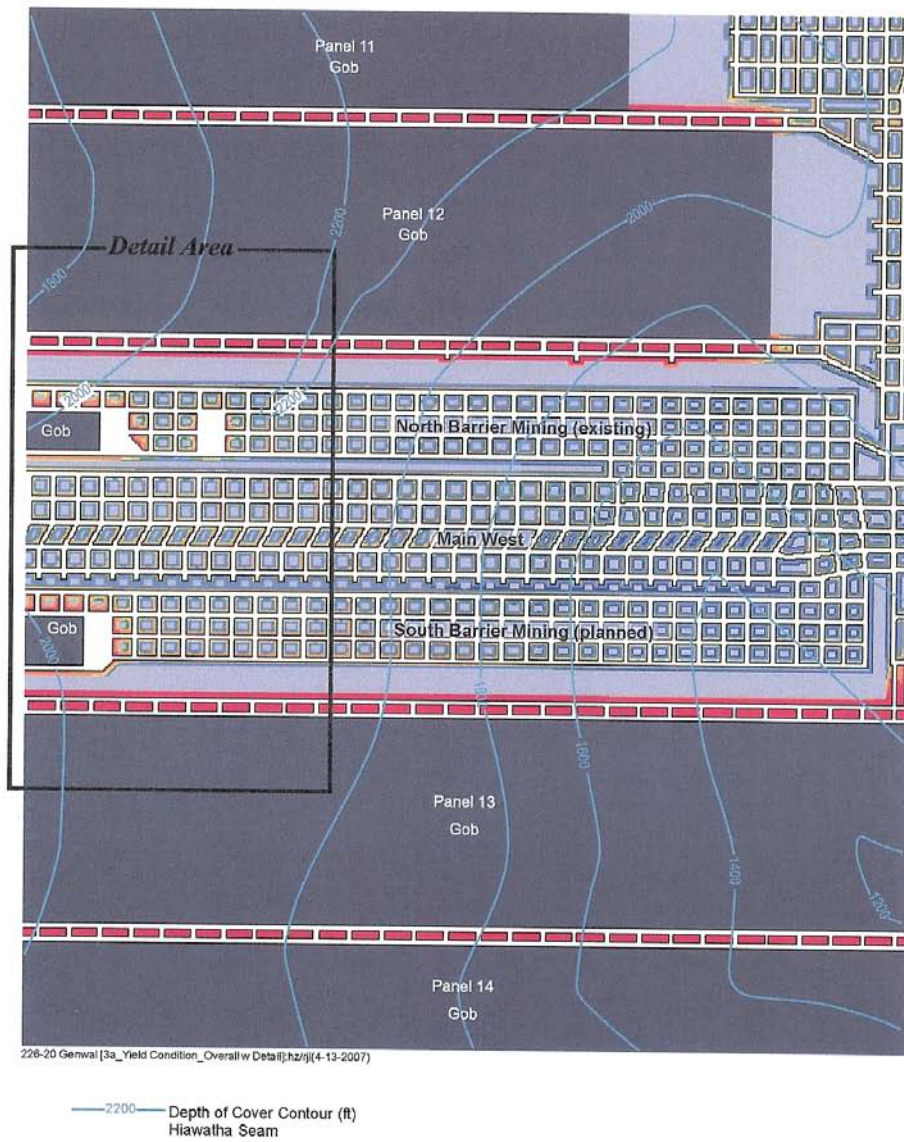 Panel 11
Gob
2200
Panel 12
Gob
2000
Detail Area
1800
2000
2200
Gob
North Barrier Mining (existing)
Main West
Gob
South Barrier Mining (planned)
2000
1800
1600
Panel 13
Gob
1400
1200
Panel 14
Gob
226-20 Genwal [3a_Yield Condition_Overall w Detail];hz/rjl(4-13-2007)
2200
Depth of Cover Contour (ft)
Hiawatha Seam